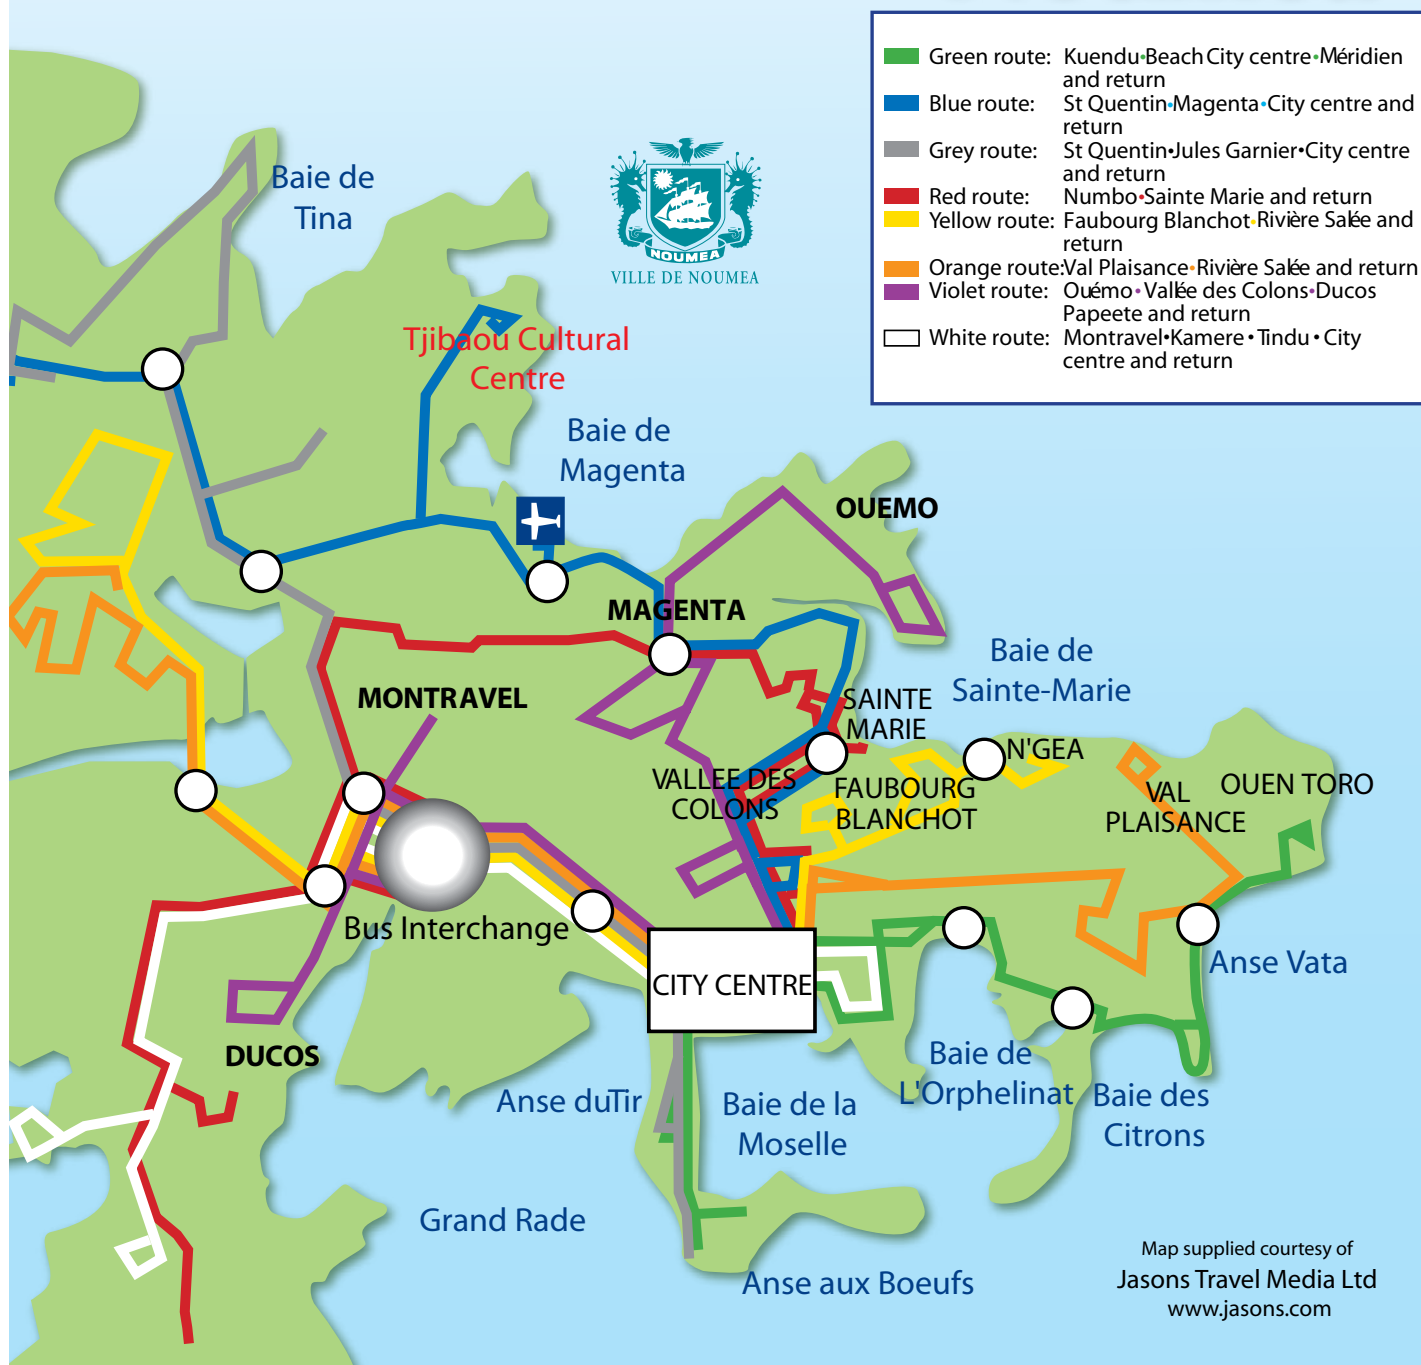 Green route: Kuendu•Beach City centre•Méridien
and return
Blue route: St Quentin•Magenta•City centre and
return
Grey route: St Quentin•Jules Garnier•City centre
and return
Red route: Numbo•Sainte Marie and return
Yellow route: Faubourg Blanchot•Rivière Salée and
return
Orange route: Val Plaisance•Rivière Salée and return
Violet route: Ouémo•Vallée des Colons•Ducos
Papeete and return
White route: Montravel•Kamere•Tindu•City
centre and return
NOUMEA
VILLE DE NOUMEA
Baie de
Tina
Tjibaou Cultural
Centre
Baie de
Magenta
OUEMO
MAGENTA
Baie de
Sainte-Marie
MONTRAVEL
SAINTE
MARIE
N'GEA
VALLEE DES
COLONS
FAUBOURG
BLANCHOT
VAL
PLAISANCE
OUEN TORO
Bus Interchange
CITY CENTRE
Anse Vata
DUCOS
Anse duTir
Baie de la
Moselle
Baie de
L'Orphelinat
Baie des
Citrons
Grand Rade
Anse aux Boeufs
Map supplied courtesy of
Jasons Travel Media Ltd
www.jasons.com